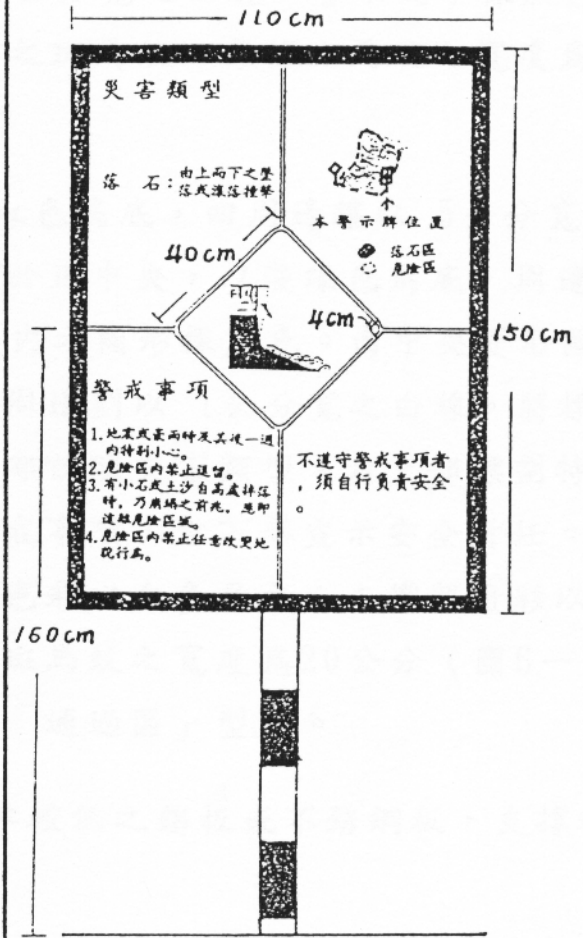 110cm
災害類型
落 石：由上而下之墜
落或滾落撞擊
本警示牌位置
落石區
危險區
40cm
4cm
150cm
警戒事項
1.地震或豪雨時及其後一週
內特別小心。
2.危險區內禁止逗留。
3.有小石或土沙自高處掉落
時，乃崩塌之前兆，應即
遠離危險區域。
4.危險區內禁止任意改變地
貌行為。
不遵守警戒事項者
，須自行負責安全
。
160cm